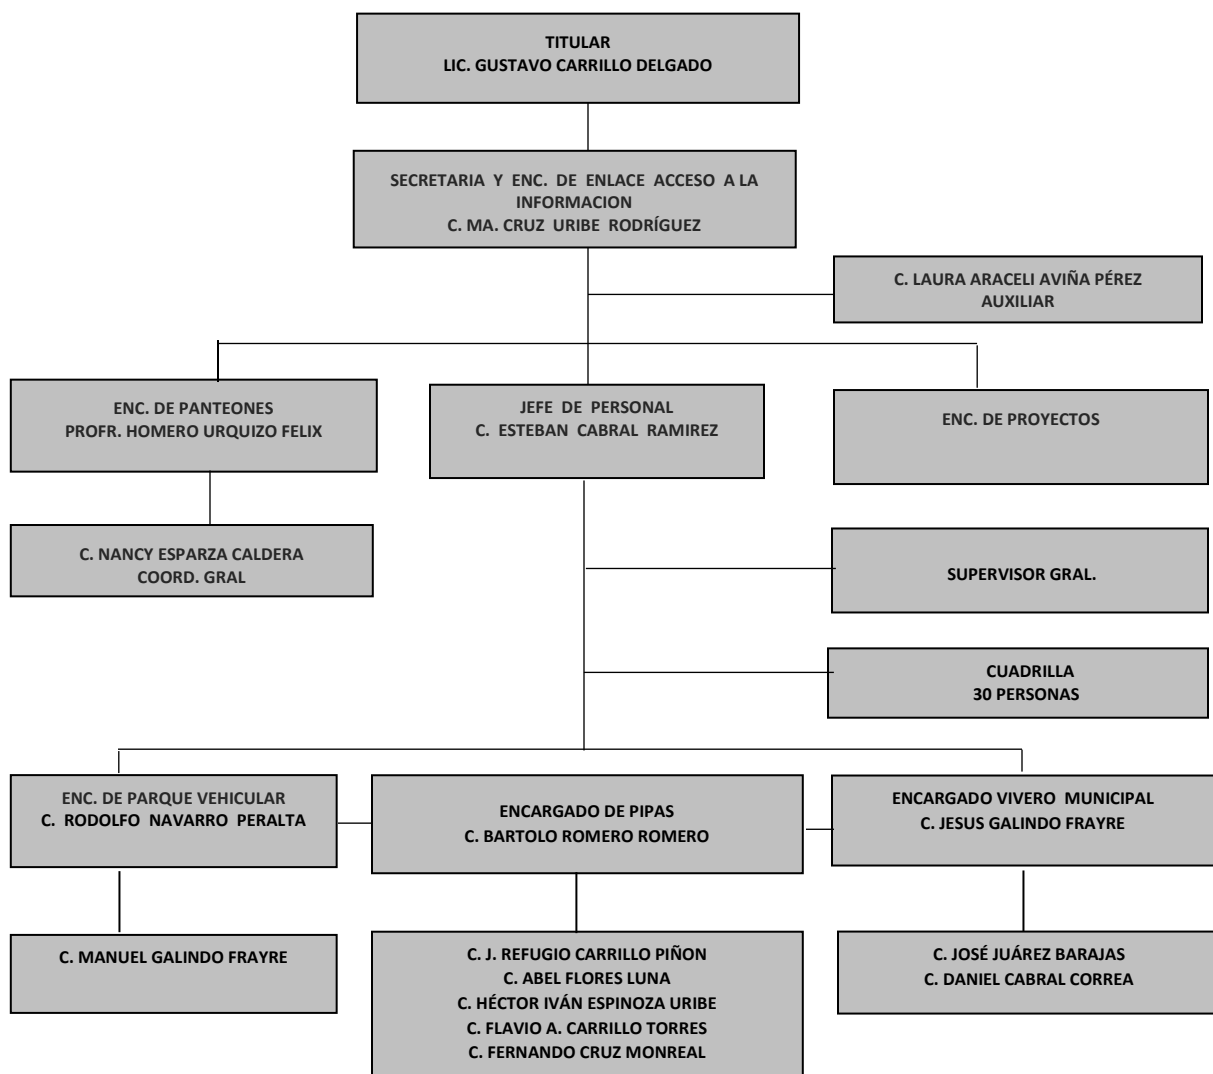 TITULAR
LIC. GUSTAVO CARRILLO DELGADO
SECRETARIA Y ENC. DE ENLACE ACCESO A LA
INFORMACION
C. MA. CRUZ URIBE RODRÍGUEZ
C. LAURA ARACELI AVIÑA PÉREZ
AUXILIAR
ENC. DE PANTEONES
PROFR. HOMERO URQUIZO FELIX
JEFE DE PERSONAL
C. ESTEBAN CABRAL RAMIREZ
ENC. DE PROYECTOS
C. NANCY ESPARZA CALDERA
COORD. GRAL
SUPERVISOR GRAL.
CUADRILLA
30 PERSONAS
ENC. DE PARQUE VEHICULAR
C. RODOLFO NAVARRO PERALTA
ENCARGADO DE PIPAS
C. BARTOLO ROMERO ROMERO
ENCARGADO VIVERO MUNICIPAL
C. JESUS GALINDO FRAYRE
C. MANUEL GALINDO FRAYRE
C. J. REFUGIO CARRILLO PIÑON
C. ABEL FLORES LUNA
C. HÉCTOR IVÁN ESPINOZA URIBE
C. FLAVIO A. CARRILLO TORRES
C. FERNANDO CRUZ MONREAL
C. JOSÉ JUÁREZ BARAJAS
C. DANIEL CABRAL CORREA